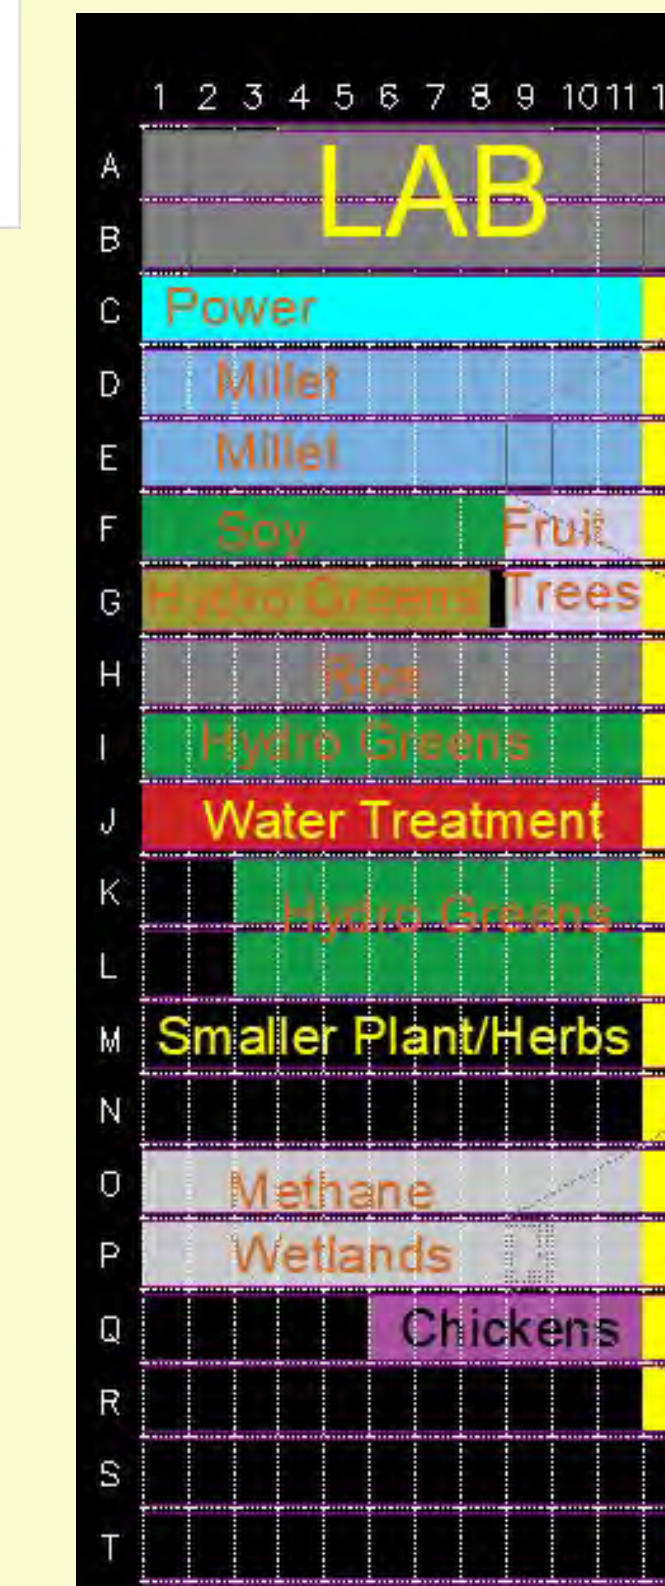 1 2 3 4 5 6 7 8 9 10 11 1
A LAB
B
C Power
D Millet
E Millet
F Soy Fruit
G Hydro Greens Trees
H Rice
I Hydro Greens
J Water Treatment
K Hydro Greens
L
M Smaller Plant/Herbs
N
O Methane
P Wetlands
Q Chickens
R
S
T